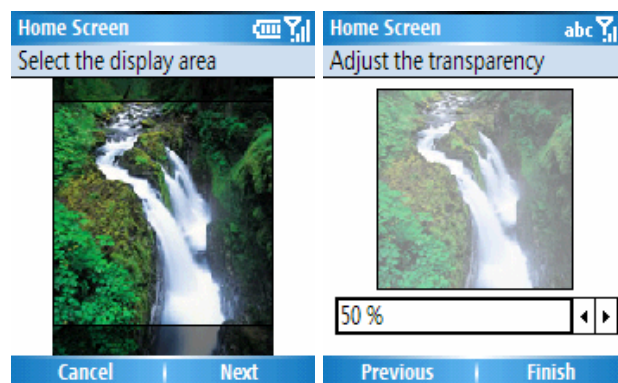 Home Screen
Select the display area
Cancel Next
Home Screen abc
Adjust the transparency
50 %
Previous Finish